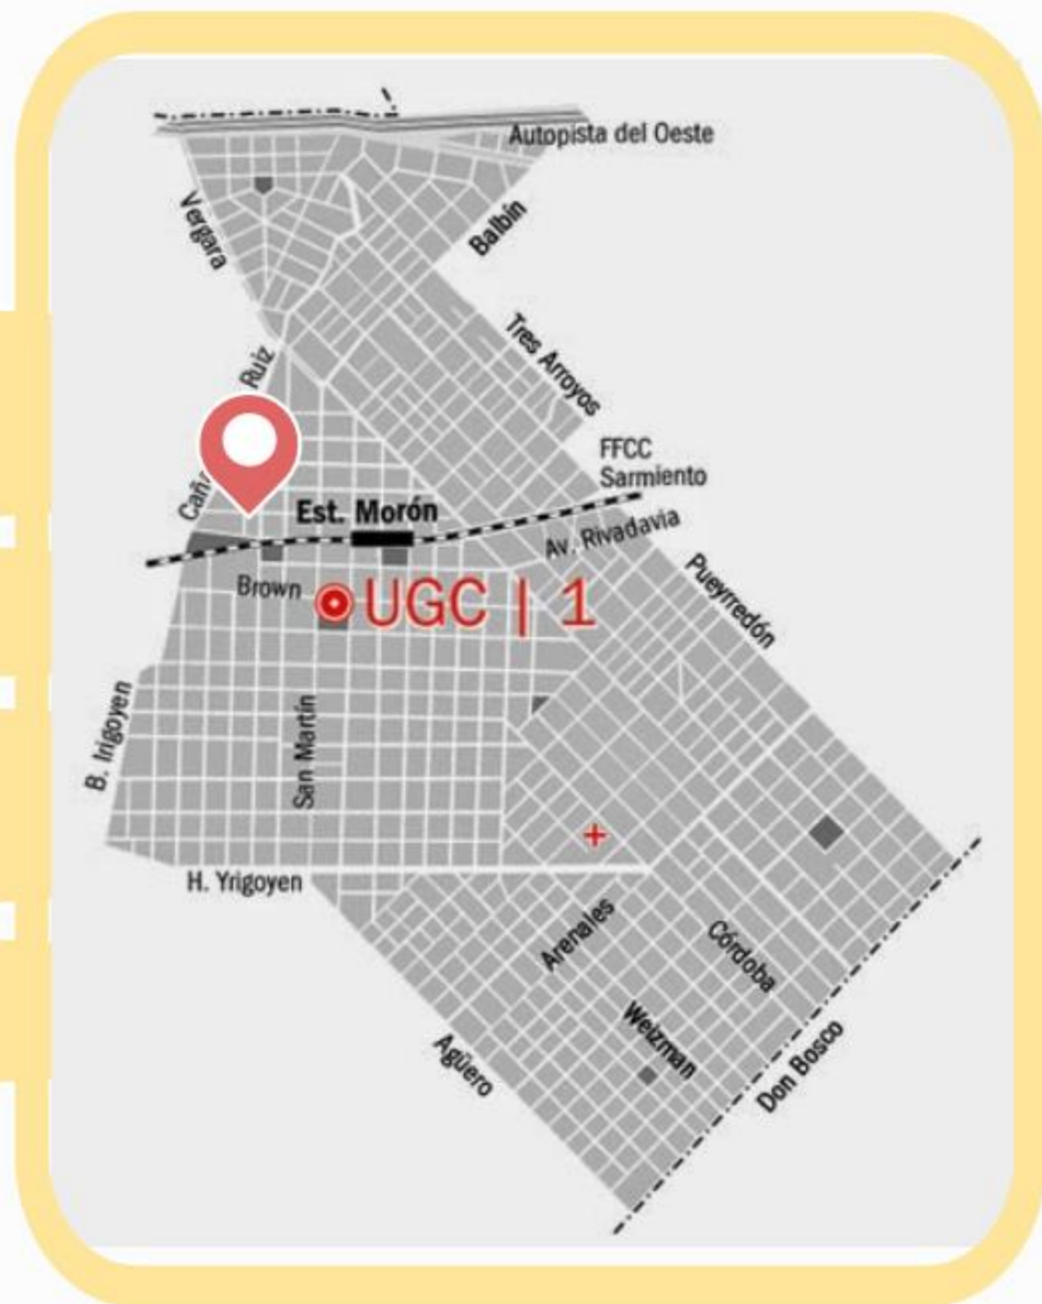 Autopista del Oeste
Vergara
Balbín
Tres Arroyos
Ruiz
FFCC
Sarmiento
Est. Morón
Av. Rivadavia
Brown
UGC | 1
Pueyrredón
B. Irigoyen
San Martín
H. Yrigoyen
Arenales
Córdoba
Weizman
Agüero
Don Bosco